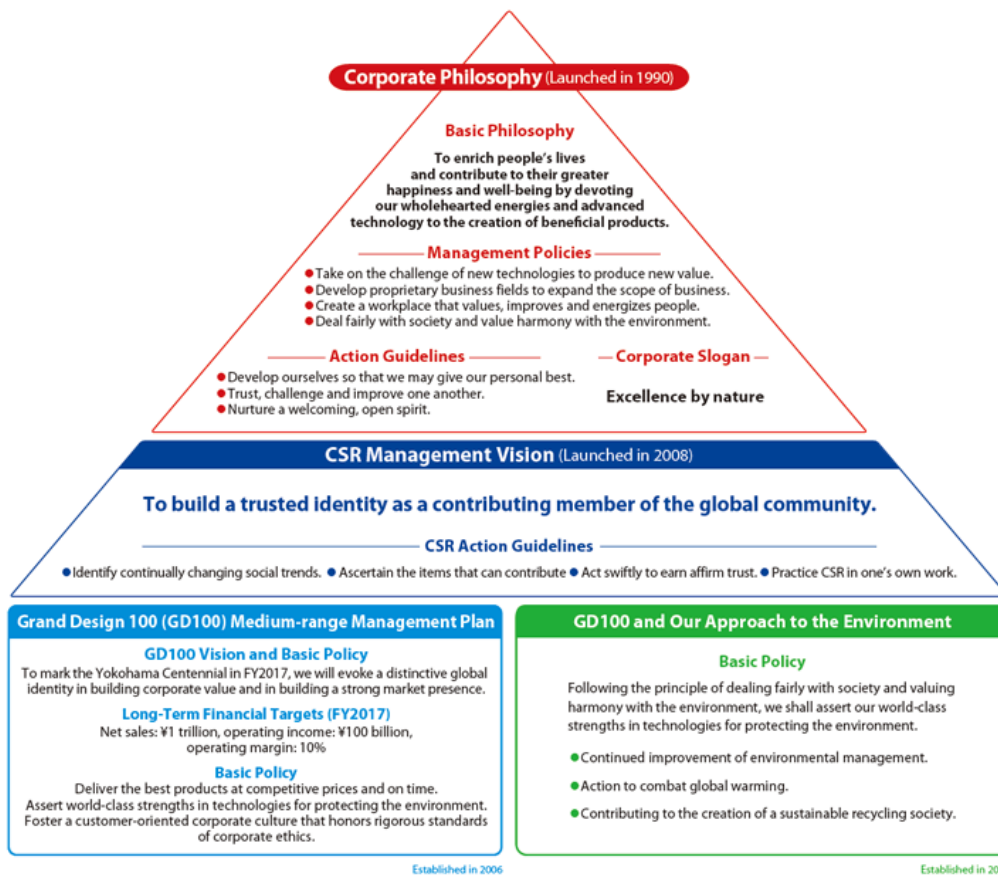 Corporate Philosophy (Launched in 1990)
Basic Philosophy
To enrich people's lives
and contribute to their greater
happiness and well-being by devoting
our wholehearted energies and advanced
technology to the creation of beneficial products.
Management Policies
● Take on the challenge of new technologies to produce new value.
● Develop proprietary business fields to expand the scope of business.
● Create a workplace that values, improves and energizes people.
● Deal fairly with society and value harmony with the environment.
Action Guidelines
● Develop ourselves so that we may give our personal best.
● Trust, challenge and improve one another.
● Nurture a welcoming, open spirit.
Corporate Slogan
Excellence by nature
CSR Management Vision (Launched in 2008)
To build a trusted identity as a contributing member of the global community.
CSR Action Guidelines
● Identify continually changing social trends. ● Ascertain the items that can contribute ● Act swiftly to earn affirm trust. ● Practice CSR in one's own work.
Grand Design 100 (GD100) Medium-range Management Plan
GD100 Vision and Basic Policy
To mark the Yokohama Centennial in FY2017, we will evoke a distinctive global
identity in building corporate value and in building a strong market presence.
Long-Term Financial Targets (FY2017)
Net sales: ¥1 trillion, operating income: ¥100 billion,
operating margin: 10%
Basic Policy
Deliver the best products at competitive prices and on time.
Assert world-class strengths in technologies for protecting the environment.
Foster a customer-oriented corporate culture that honors rigorous standards
of corporate ethics.
Established in 2006
GD100 and Our Approach to the Environment
Basic Policy
Following the principle of dealing fairly with society and valuing
harmony with the environment, we shall assert our world-class
strengths in technologies for protecting the environment.
● Continued improvement of environmental management.
● Action to combat global warming.
● Contributing to the creation of a sustainable recycling society.
Established in